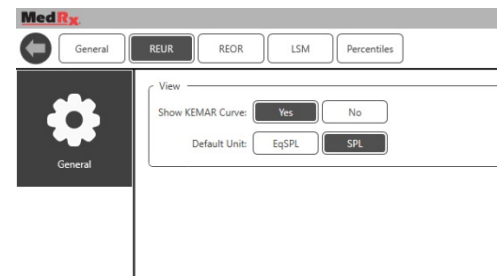 MedRx
General REUR REOR LSM Percentiles
View
Show KEMAR Curve: Yes No
Default Unit: EqSPL SPL
General